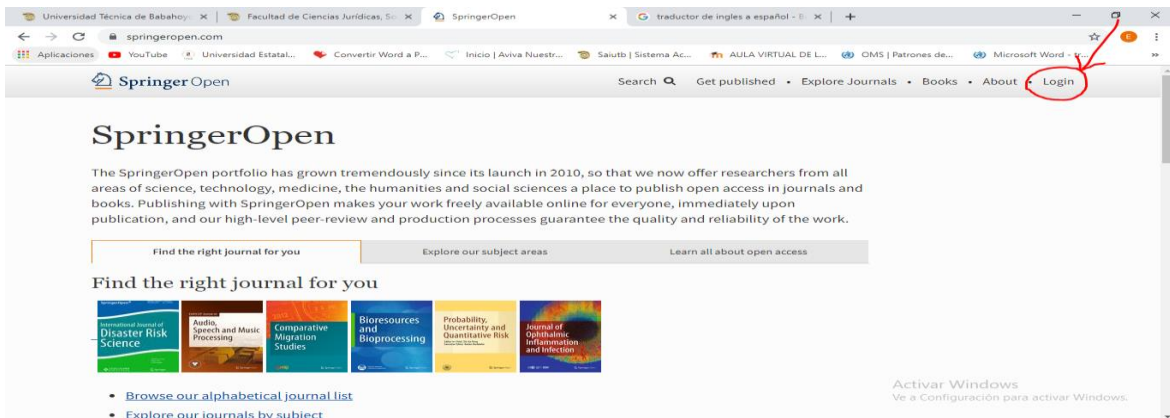 Universidad Técnica de Babahoy
Facultad de Ciencias Jurídicas, So
SpringerOpen
traductor de ingles a español - B
springeropen.com
E
Aplicaciones
YouTube
Universidad Estatal...
Convertir Word a P...
Inicio | Aviva Nuestr...
Saiutb | Sistema Ac...
AULA VIRTUAL DE L...
OMS | Patrones de...
Microsoft Word - tr...
Springer Open
Search
Get published • Explore Journals • Books • About • Login
SpringerOpen
The SpringerOpen portfolio has grown tremendously since its launch in 2010, so that we now offer researchers from all
areas of science, technology, medicine, the humanities and social sciences a place to publish open access in journals and
books. Publishing with SpringerOpen makes your work freely available online for everyone, immediately upon
publication, and our high-level peer-review and production processes guarantee the quality and reliability of the work.
Find the right journal for you
Explore our subject areas
Learn all about open access
Find the right journal for you
International Journal of
Disaster Risk
Science
Audio,
Speech and Music
Processing
Comparative
Migration
Studies
Bioresources
and
Bioprocessing
Probability,
Uncertainty and
Quantitative Risk
Journal of
Ophthalmic
Inflammation
and Infection
• Browse our alphabetical journal list
• Explore our journals by subject
Activar Windows
Ve a Configuración para activar Windows.